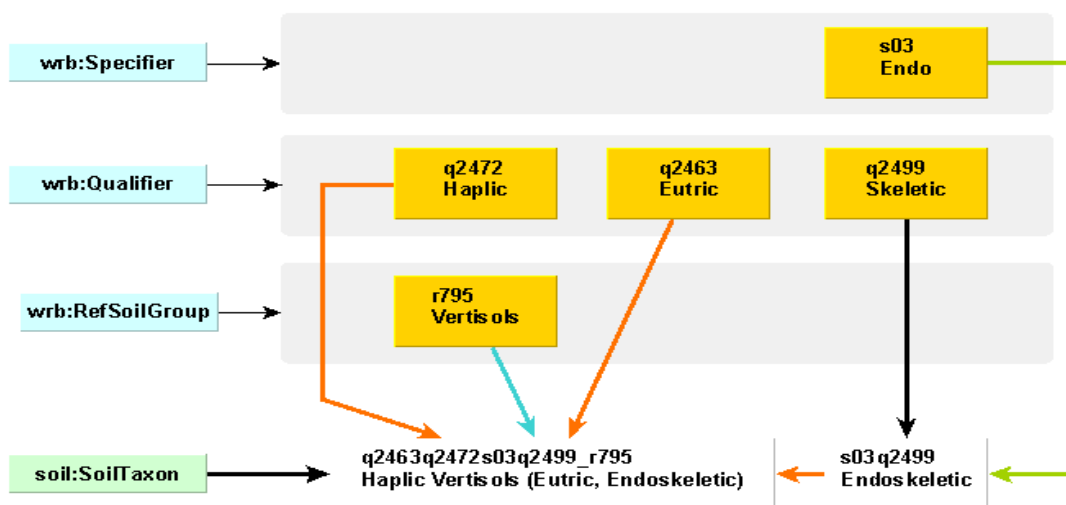 wrb:Specifier
s03
Endo
wrb:Qualifier
q2472
Haplic
q2463
Eutric
q2499
Skeletic
wrb:RefSoilGroup
r795
Vertisols
soil:SoilTaxon
q2463q2472s03q2499_r795
Haplic Vertisols (Eutric, Endoskeletic)
s03q2499
Endoskeletic